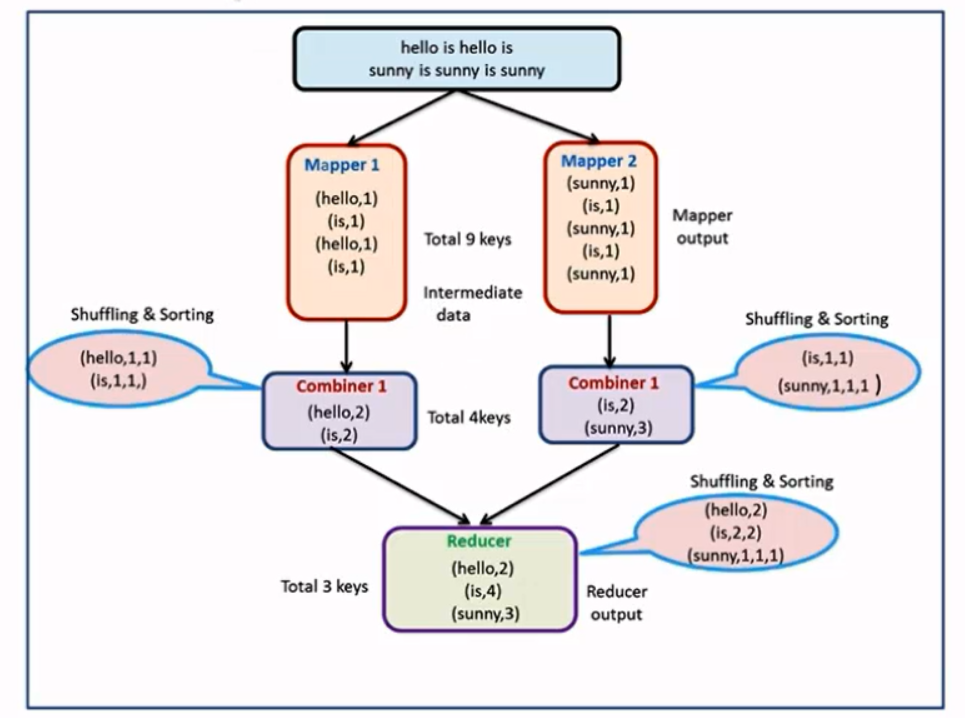 hello is hello is
sunny is sunny is sunny
Mapper 1
(hello,1)
(is,1)
(hello,1)
(is,1)
Total 9 keys
Intermediate
data
Mapper 2
(sunny,1)
(is,1)
(sunny,1)
(is,1)
(sunny,1)
Mapper
output
Shuffling & Sorting
(hello,1,1)
(is,1,1,)
Combiner 1
(hello,2)
(is,2)
Total 4keys
Combiner 1
(is,2)
(sunny,3)
Shuffling & Sorting
(is,1,1)
(sunny,1,1,1 )
Shuffling & Sorting
(hello,2)
(is,2,2)
(sunny,1,1,1)
Total 3 keys
Reducer
(hello,2)
(is,4)
(sunny,3)
Reducer
output